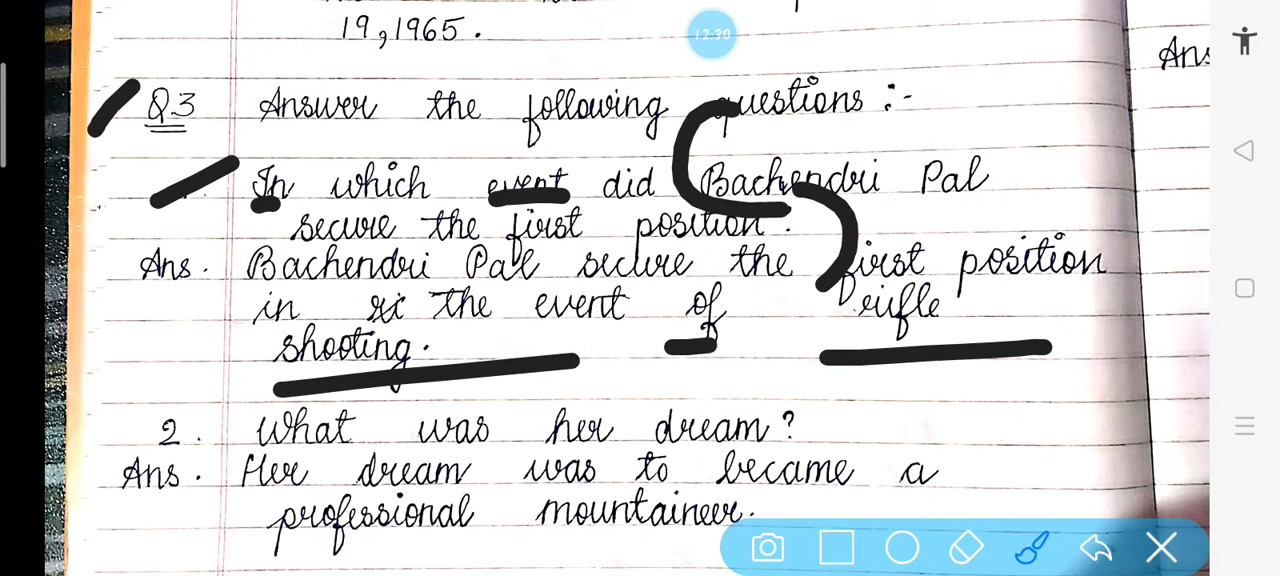 19,1965.
12:30
Ans
Q3 Answer the following questions :-
In which event did Bachendri Pal
secure the first position.
Ans. Bachendri Pal secure the first position
in the event of rifle
shooting.
2. What was her dream?
Ans. Her dream was to became a
professional mountaineer.